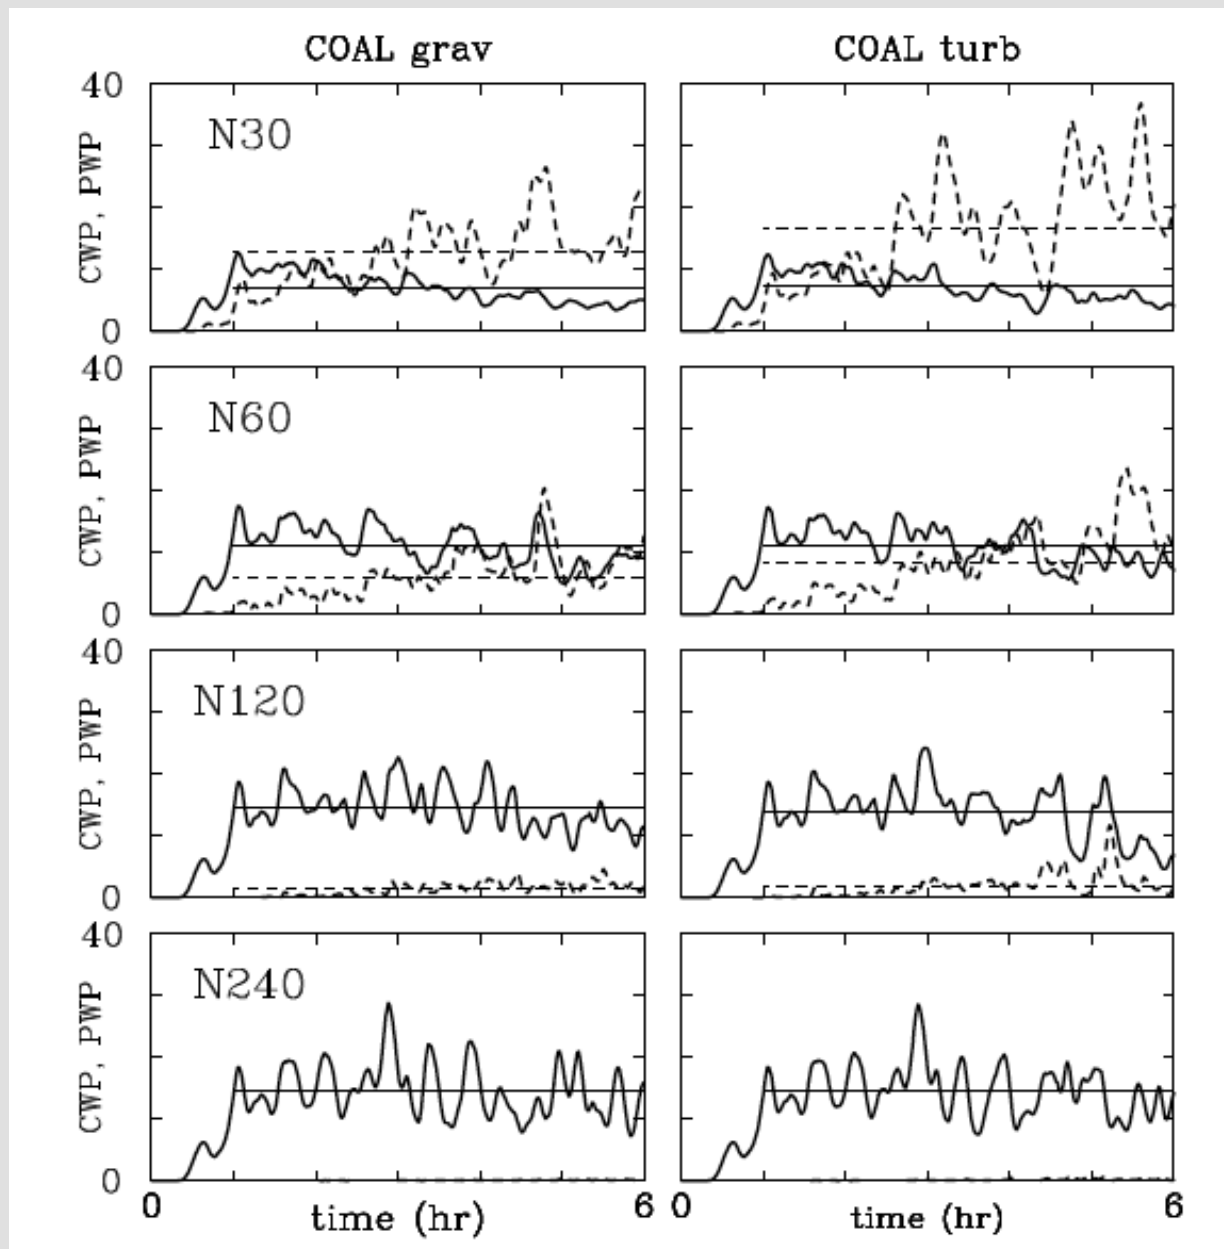 COAL grav COAL turb
40
N30
CWP, PWP
0
40
N60
CWP, PWP
0
40
N120
CWP, PWP
0
40
N240
CWP, PWP
0
0 time (hr) 6 0 time (hr) 6